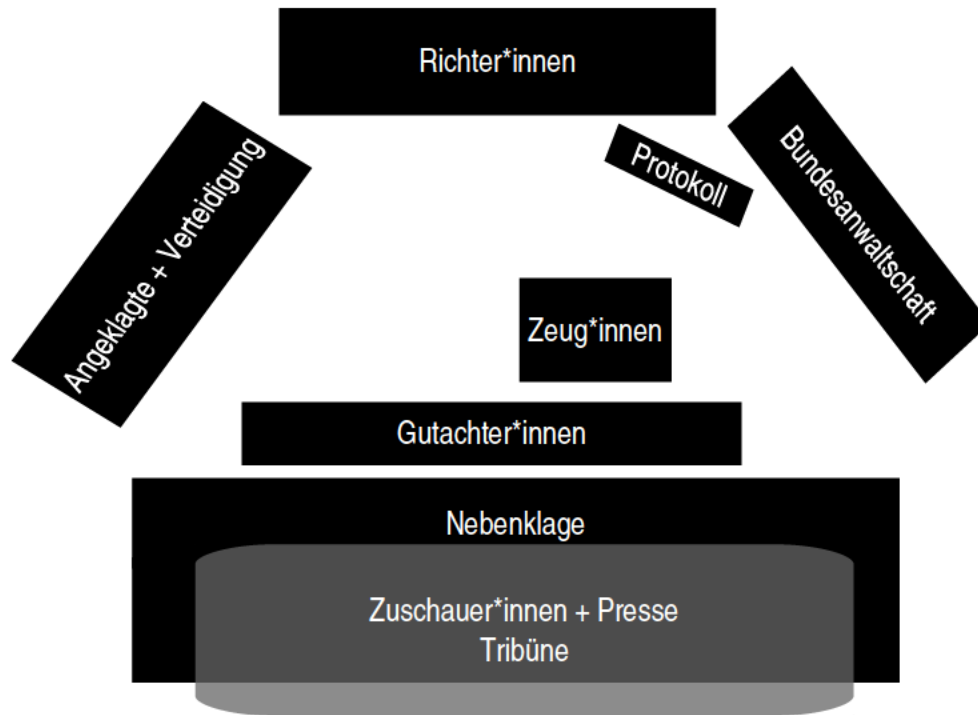 Richter*innen
Angeklagte + Verteidigung
Protokoll
Bundesanwaltschaft
Zeug*innen
Gutachter*innen
Nebenklage
Zuschauer*innen + Presse
Tribüne